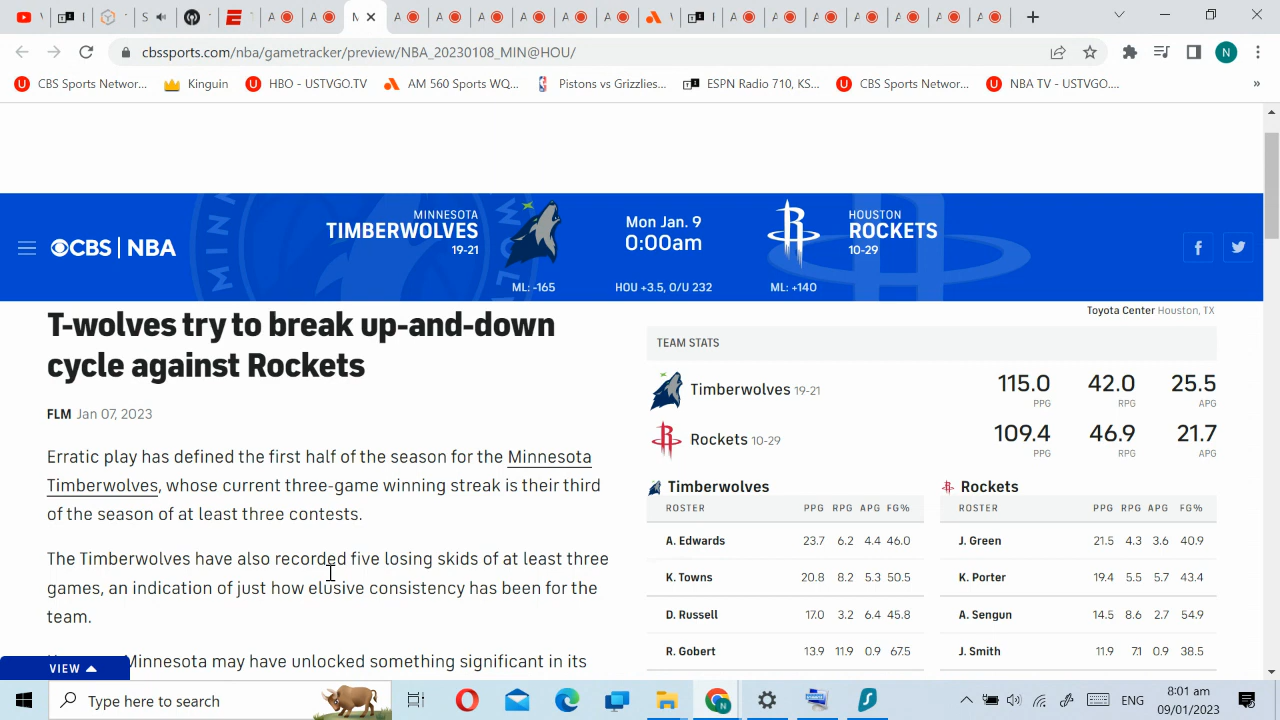 cbssports.com/nba/gametracker/preview/NBA_20230108_MIN@HOU/
N
CBS Sports Network... Kinguin HBO - USTVGO.TV AM 560 Sports WQ... Pistons vs Grizzlies... ESPN Radio 710, KS... CBS Sports Networ... NBA TV - USTVGO.... »
CBS | NBA
MINNESOTA
TIMBERWOLVES
19-21
ML: -165
Mon Jan. 9
0:00am
HOU +3.5, O/U 232
HOUSTON
ROCKETS
10-29
ML: +140
T-wolves try to break up-and-down
cycle against Rockets
FLM Jan 07, 2023
Erratic play has defined the first half of the season for the Minnesota
Timberwolves, whose current three-game winning streak is their third
of the season of at least three contests.
The Timberwolves have also recorded five losing skids of at least three
games, an indication of just how elusive consistency has been for the
team.
Minnesota may have unlocked something significant in its
VIEW
Toyota Center Houston, TX
TEAM STATS
Timberwolves 19-21 115.0 42.0 25.5
PPG RPG APG
Rockets 10-29 109.4 46.9 21.7
PPG RPG APG
Timberwolves
ROSTER PPG RPG APG FG%
A. Edwards 23.7 6.2 4.4 46.0
K. Towns 20.8 8.2 5.3 50.5
D. Russell 17.0 3.2 6.4 45.8
R. Gobert 13.9 11.9 0.9 67.5
Rockets
ROSTER PPG RPG APG FG%
J. Green 21.5 4.3 3.6 40.9
K. Porter 19.4 5.5 5.7 43.4
A. Sengun 14.5 8.6 2.7 54.9
J. Smith 11.9 7.1 0.9 38.5
Type here to search
ENG
8:01 am
09/01/2023